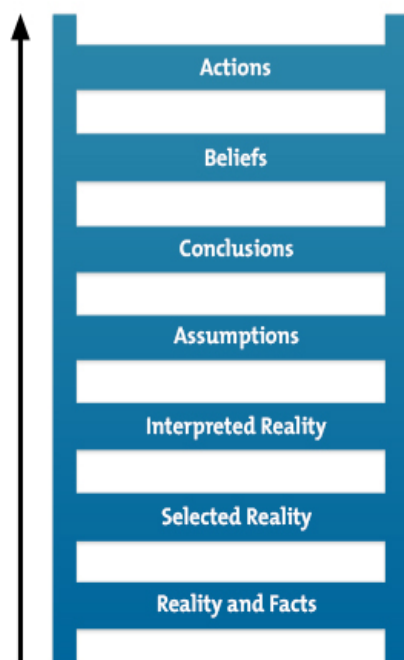 Actions
Beliefs
Conclusions
Assumptions
Interpreted Reality
Selected Reality
Reality and Facts